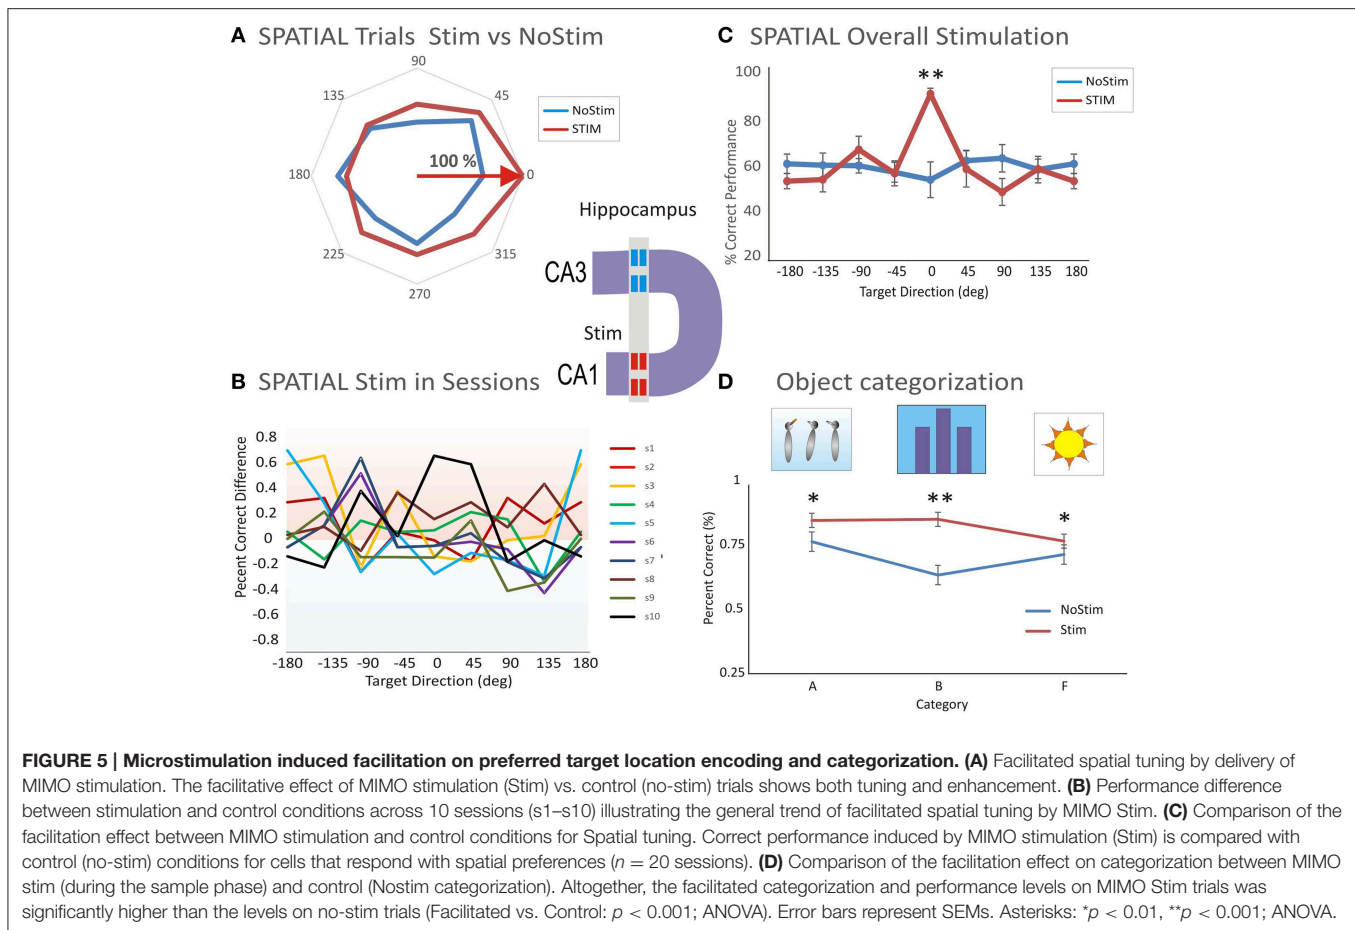 A SPATIAL Trials Stim vs NoStim
90
135
45
NoStim
STIM
100 %
180
0
225
315
270
Hippocampus
CA3
Stim
CA1
B SPATIAL Stim in Sessions
Pecent Correct Difference
0.8
0.6
0.4
0.2
0
-0.2
-0.4
-0.6
-0.8
-180 -135 -90 -45 0 45 90 135 180
Target Direction (deg)
s1
s2
s3
s4
s5
s6
s7
s8
s9
s10
C SPATIAL Overall Stimulation
% Correct Performance
100
80
60
40
20
**
NoStim
STIM
-180 -135 -90 -45 0 45 90 135 180
Target Direction (deg)
D Object categorization
Percent Correct (%)
1
0.75
0.5
0.25
*
**
*
NoStim
Stim
A B F
Category
FIGURE 5 | Microstimulation induced facilitation on preferred target location encoding and categorization. (A) Facilitated spatial tuning by delivery of
MIMO stimulation. The facilitative effect of MIMO stimulation (Stim) vs. control (no-stim) trials shows both tuning and enhancement. (B) Performance difference
between stimulation and control conditions across 10 sessions (s1–s10) illustrating the general trend of facilitated spatial tuning by MIMO Stim. (C) Comparison of the
facilitation effect between MIMO stimulation and control conditions for Spatial tuning. Correct performance induced by MIMO stimulation (Stim) is compared with
control (no-stim) conditions for cells that respond with spatial preferences (n = 20 sessions). (D) Comparison of the facilitation effect on categorization between MIMO
stim (during the sample phase) and control (Nostim categorization). Altogether, the facilitated categorization and performance levels on MIMO Stim trials was
significantly higher than the levels on no-stim trials (Facilitated vs. Control: p < 0.001; ANOVA). Error bars represent SEMs. Asterisks: *p < 0.01, **p < 0.001; ANOVA.